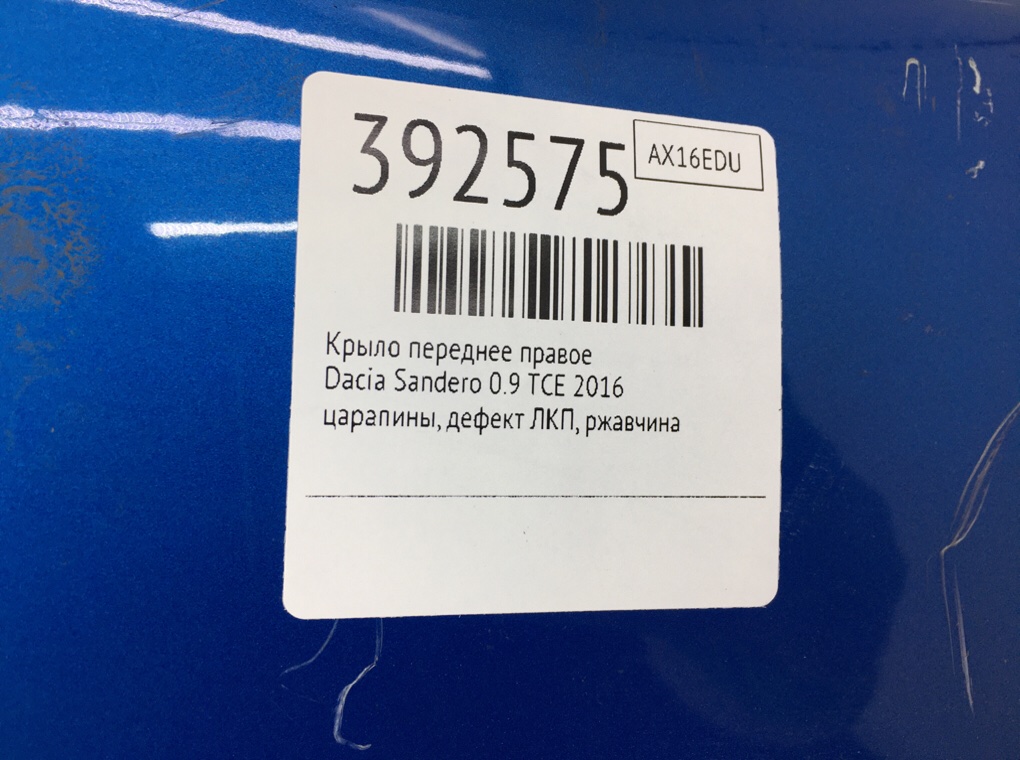 392575
AX16EDU
Крыло переднее правое
Dacia Sandero 0.9 TCE 2016
царапины, дефект ЛКП, ржавчина